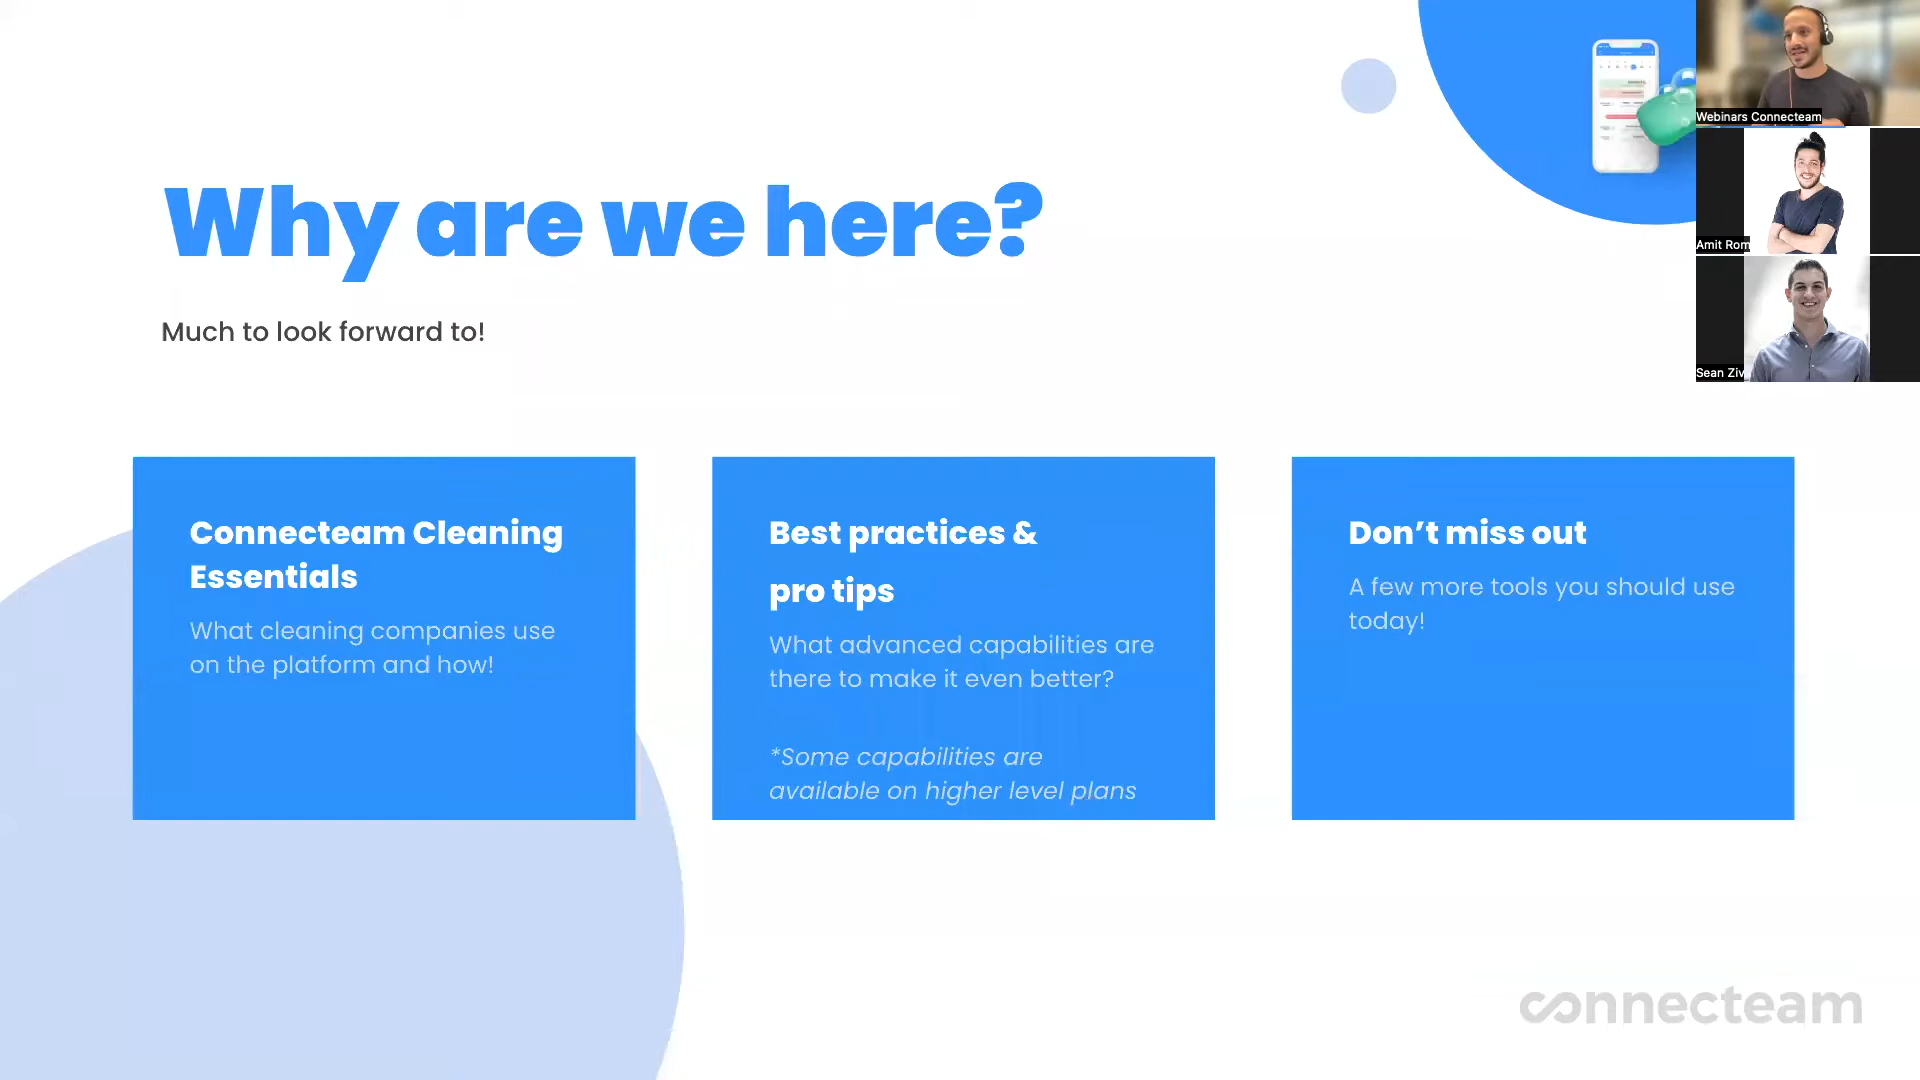 Why are we here?
Much to look forward to!
Connecteam Cleaning
Essentials
What cleaning companies use
on the platform and how!
Best practices &
pro tips
What advanced capabilities are
there to make it even better?
*Some capabilities are
available on higher level plans
Don’t miss out
A few more tools you should use
today!
Webinars Connecteam
Amit Rom
Sean Ziv
connecteam